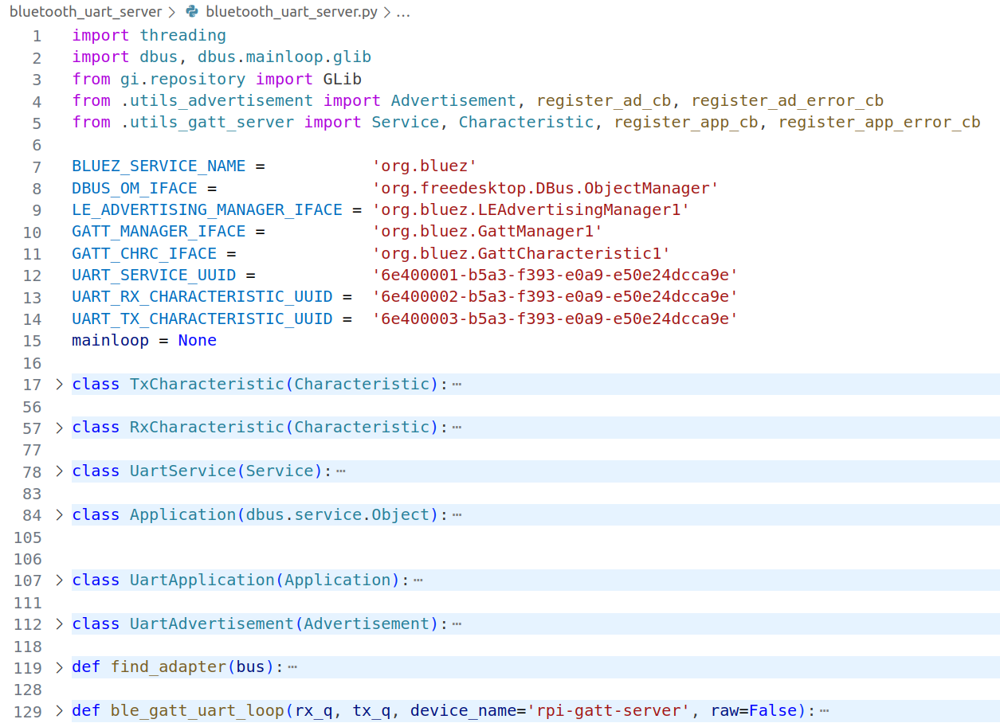 bluetooth_uart_server > bluetooth_uart_server.py > ...
1 import threading
2 import dbus, dbus.mainloop.glib
3 from gi.repository import GLib
4 from .utils_advertisement import Advertisement, register_ad_cb, register_ad_error_cb
5 from .utils_gatt_server import Service, Characteristic, register_app_cb, register_app_error_cb
6
7 BLUEZ_SERVICE_NAME =           'org.bluez'
8 DBUS_OM_IFACE =                'org.freedesktop.DBus.ObjectManager'
9 LE_ADVERTISING_MANAGER_IFACE = 'org.bluez.LEAdvertisingManager1'
10 GATT_MANAGER_IFACE =           'org.bluez.GattManager1'
11 GATT_CHRC_IFACE =              'org.bluez.GattCharacteristic1'
12 UART_SERVICE_UUID =            '6e400001-b5a3-f393-e0a9-e50e24dcca9e'
13 UART_RX_CHARACTERISTIC_UUID =  '6e400002-b5a3-f393-e0a9-e50e24dcca9e'
14 UART_TX_CHARACTERISTIC_UUID =  '6e400003-b5a3-f393-e0a9-e50e24dcca9e'
15 mainloop = None
16
17 > class TxCharacteristic(Characteristic): ...
56
57 > class RxCharacteristic(Characteristic): ...
77
78 > class UartService(Service): ...
83
84 > class Application(dbus.service.Object): ...
105
106
107 > class UartApplication(Application): ...
111
112 > class UartAdvertisement(Advertisement): ...
118
119 > def find_adapter(bus): ...
128
129 > def ble_gatt_uart_loop(rx_q, tx_q, device_name='rpi-gatt-server', raw=False): ...